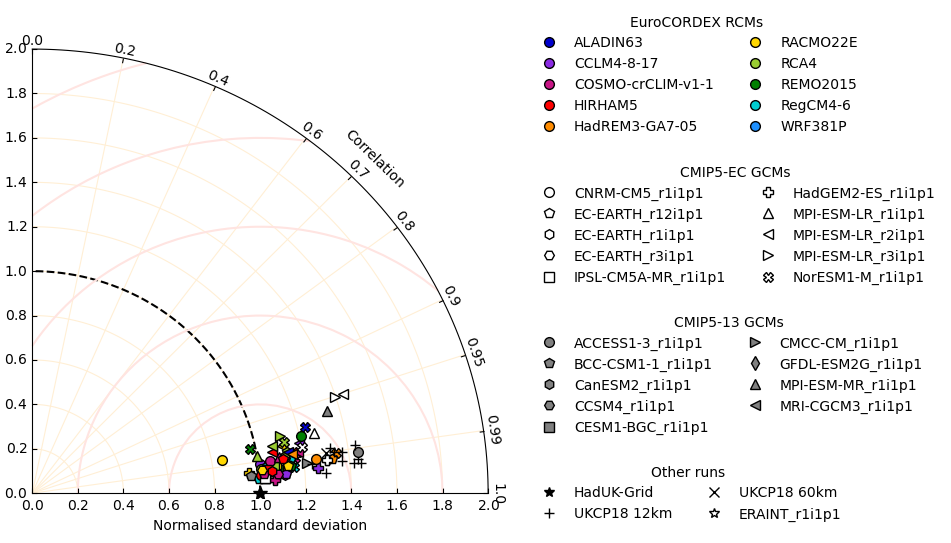 0.0
0.2
0.4
0.6
Correlation
0.7
0.8
0.9
0.95
0.99
1.0
2.0
1.8
1.6
1.4
1.2
1.0
0.8
0.6
0.4
0.2
0.0
0.0 0.2 0.4 0.6 0.8 1.0 1.2 1.4 1.6 1.8 2.0
Normalised standard deviation
EuroCORDEX RCMs
ALADIN63 RACMO22E
CCLM4-8-17 RCA4
COSMO-crCLIM-v1-1 REMO2015
HIRHAM5 RegCM4-6
HadREM3-GA7-05 WRF381P
CMIP5-EC GCMs
CNRM-CM5_r1i1p1 HadGEM2-ES_r1i1p1
EC-EARTH_r12i1p1 MPI-ESM-LR_r1i1p1
EC-EARTH_r1i1p1 MPI-ESM-LR_r2i1p1
EC-EARTH_r3i1p1 MPI-ESM-LR_r3i1p1
IPSL-CM5A-MR_r1i1p1 NorESM1-M_r1i1p1
CMIP5-13 GCMs
ACCESS1-3_r1i1p1 CMCC-CM_r1i1p1
BCC-CSM1-1_r1i1p1 GFDL-ESM2G_r1i1p1
CanESM2_r1i1p1 MPI-ESM-MR_r1i1p1
CCSM4_r1i1p1 MRI-CGCM3_r1i1p1
CESM1-BGC_r1i1p1
Other runs
HadUK-Grid UKCP18 60km
UKCP18 12km ERAINT_r1i1p1